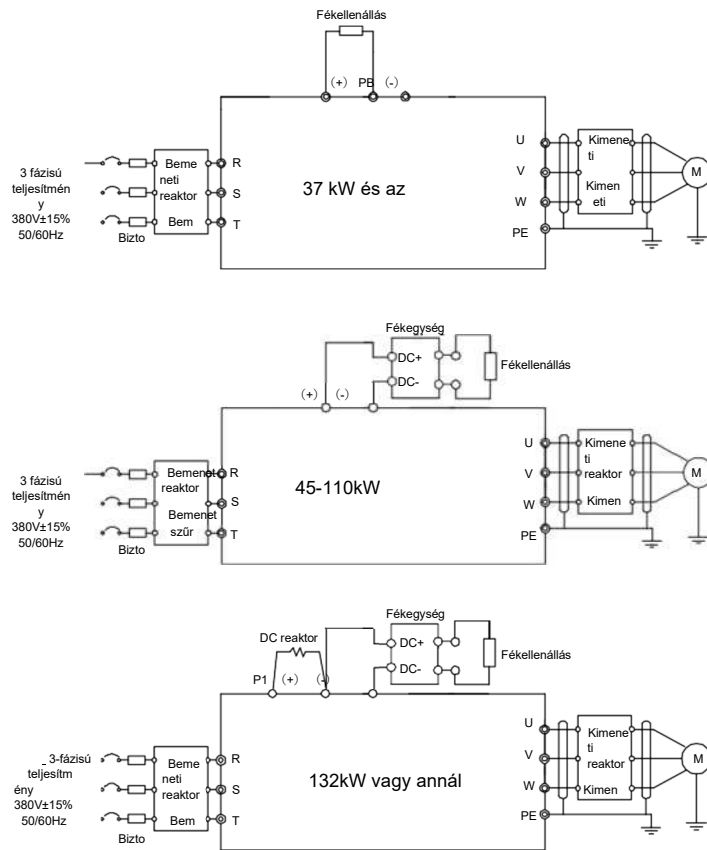 Fékellenállás
(+) PB (-)
3 fázisú
teljesítmén
y
380V±15%
50/60Hz
Bizto
Beme
neti
reaktor
Bem
R
S
T
37 kW és az
U
V
W
PE
Kimene
ti
Kimen
eti
M
Fékegység
DC+
DC-
Fékellenállás
(+) (-)
3 fázisú
teljesítmén
y
380V±15%
50/60Hz
Bizto
Bemenet
reaktor
Bemenet
szűr
R
S
T
45-110kW
U
V
W
PE
Kimene
ti
reaktor
Kimen
M
Fékegység
DC reaktor
DC+
DC-
Fékellenállás
P1 (+) (-)
3-fázisú
teljesítm
ény
380V±15%
50/60Hz
Bizto
Beme
neti
reaktor
Bem
R
S
T
132kW vagy annál
U
V
W
PE
Kimene
ti
reaktor
Kimen
M